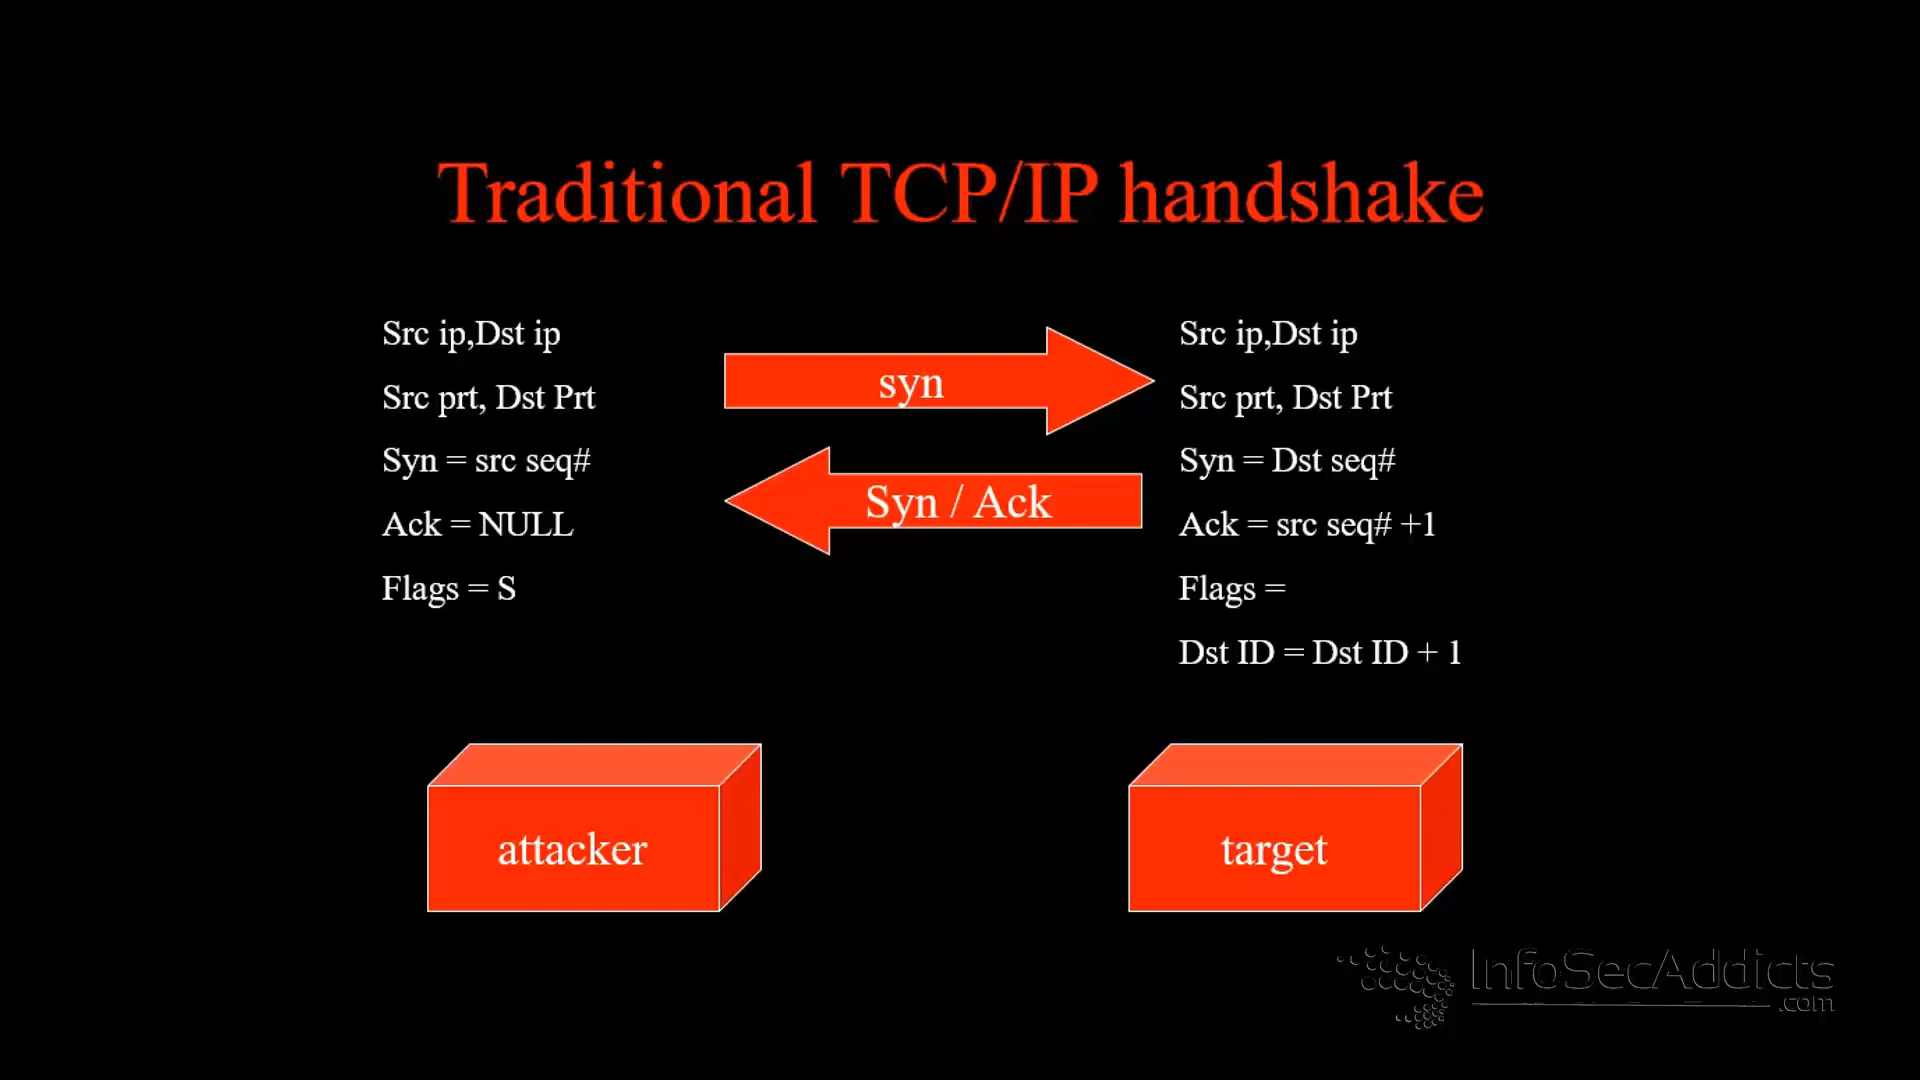 Traditional TCP/IP handshake
Src ip,Dst ip
Src prt, Dst Prt
Syn = src seq#
Ack = NULL
Flags = S
syn
Syn / Ack
Src ip,Dst ip
Src prt, Dst Prt
Syn = Dst seq#
Ack = src seq# +1
Flags =
Dst ID = Dst ID + 1
attacker
target
InfoSecAddicts
.com